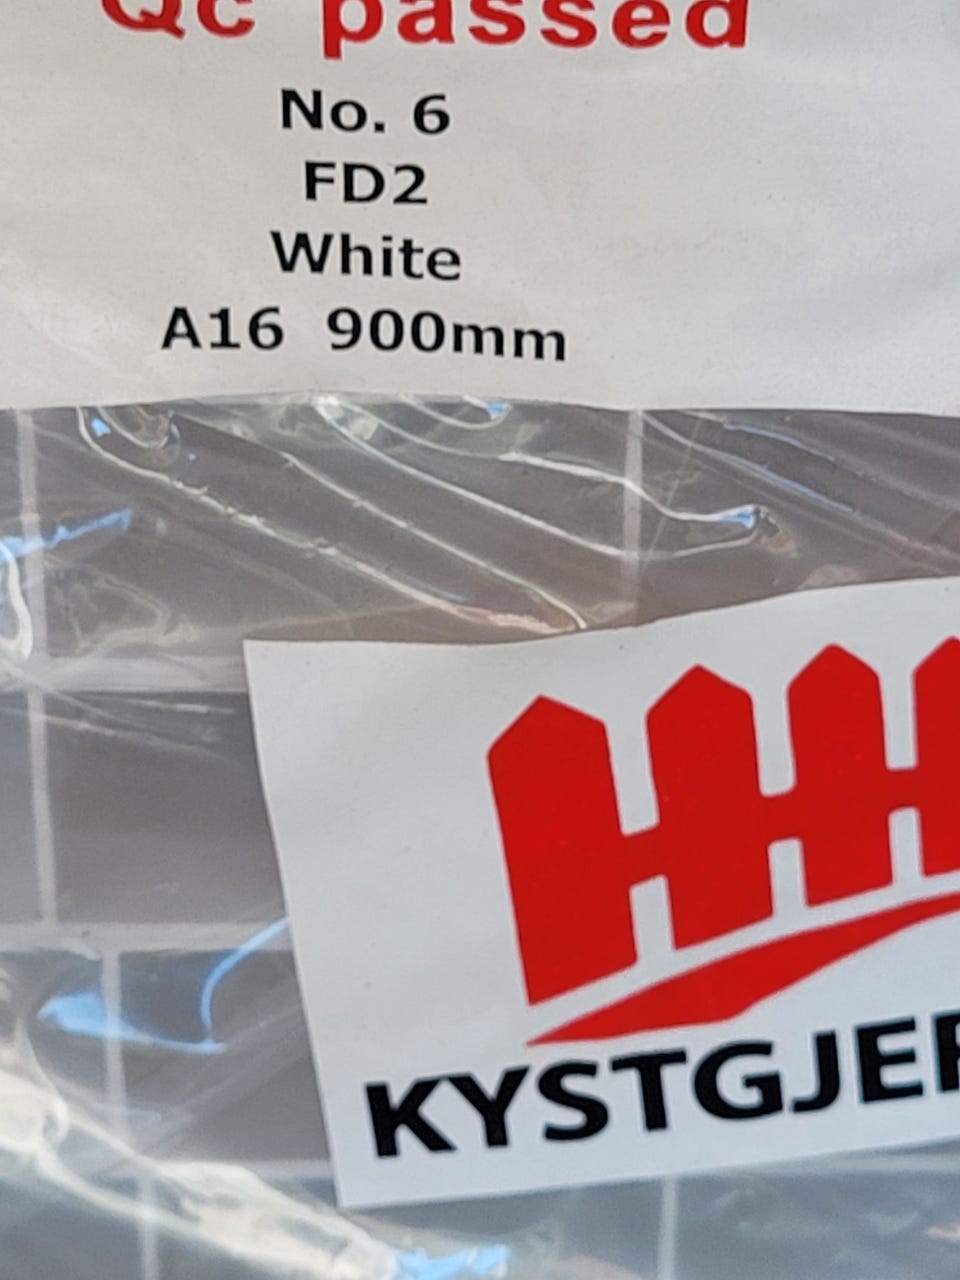 Qc passed
No. 6
FD2
White
A16 900mm
KYSTGJER